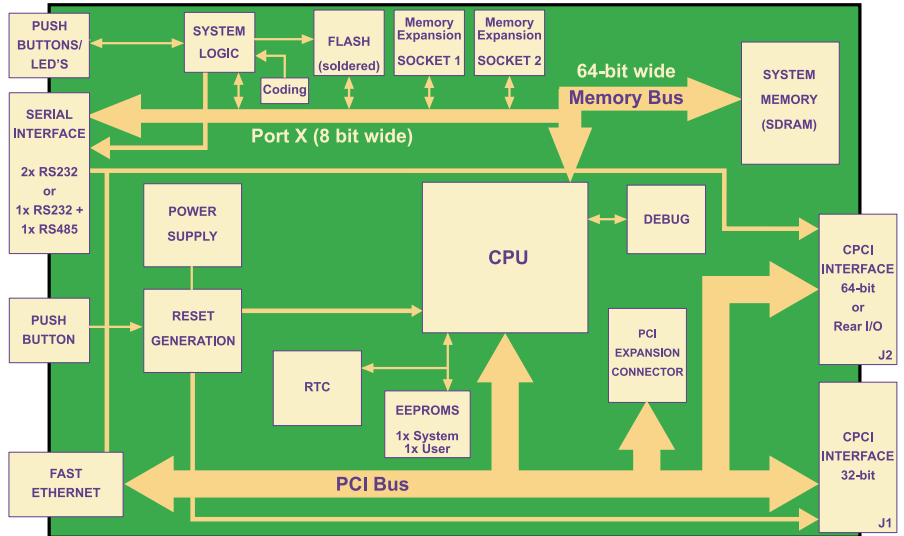 PUSH
BUTTONS/
LED'S
SYSTEM
LOGIC
FLASH
(soldered)
Memory
Expansion
SOCKET 1
Memory
Expansion
SOCKET 2
Coding
64-bit wide
Memory Bus
SYSTEM
MEMORY
(SDRAM)
SERIAL
INTERFACE
2x RS232
or
1x RS232 +
1x RS485
Port X (8 bit wide)
POWER
SUPPLY
CPU
DEBUG
CPCI
INTERFACE
64-bit
or
Rear I/O
J2
PUSH
BUTTON
RESET
GENERATION
PCI
EXPANSION
CONNECTOR
RTC
EEPROMS
1x System
1x User
CPCI
INTERFACE
32-bit
J1
FAST
ETHERNET
PCI Bus